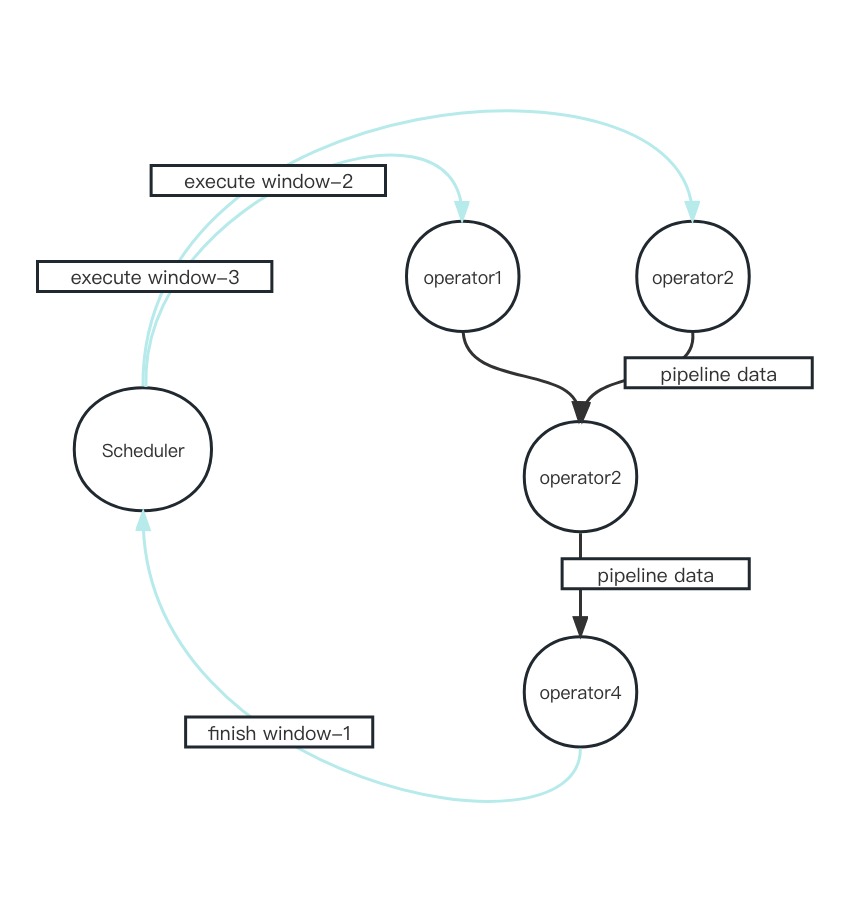 execute window-2
execute window-3
operator1
operator2
pipeline data
Scheduler
operator2
pipeline data
operator4
finish window-1